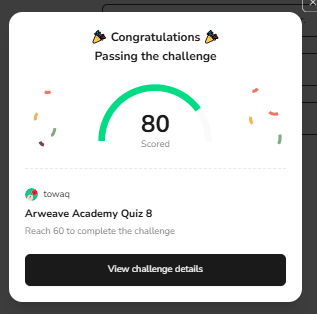 Congratulations
Passing the challenge
80
Scored
towaq
Arweave Academy Quiz 8
Reach 60 to complete the challenge
View challenge details